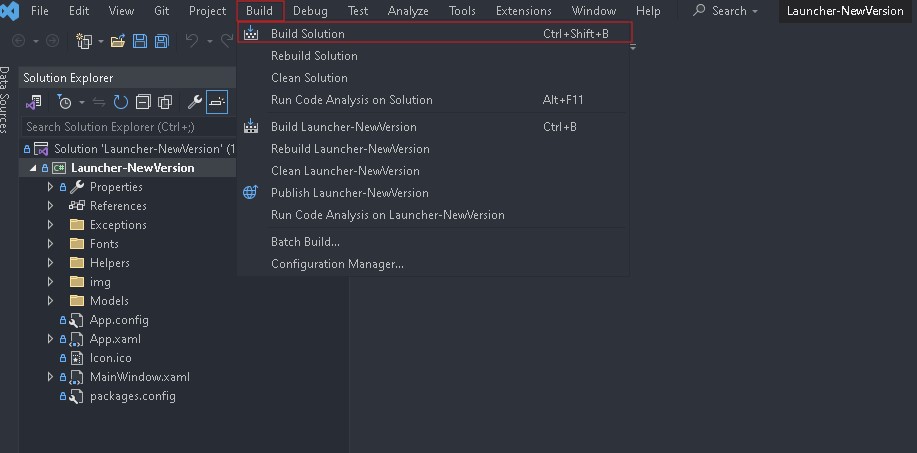 File Edit View Git Project Build Debug Test Analyze Tools Extensions Window Help Search Launcher-NewVersion
Build Solution Ctrl+Shift+B
Rebuild Solution
Clean Solution
Run Code Analysis on Solution Alt+F11
Build Launcher-NewVersion Ctrl+B
Rebuild Launcher-NewVersion
Clean Launcher-NewVersion
Publish Launcher-NewVersion
Run Code Analysis on Launcher-NewVersion
Batch Build...
Configuration Manager...
Data Sources
Solution Explorer
Search Solution Explorer (Ctrl+;)
Solution 'Launcher-NewVersion' (1
C# Launcher-NewVersion
Properties
References
Exceptions
Fonts
Helpers
img
Models
App.config
App.xaml
Icon.ico
MainWindow.xaml
packages.config